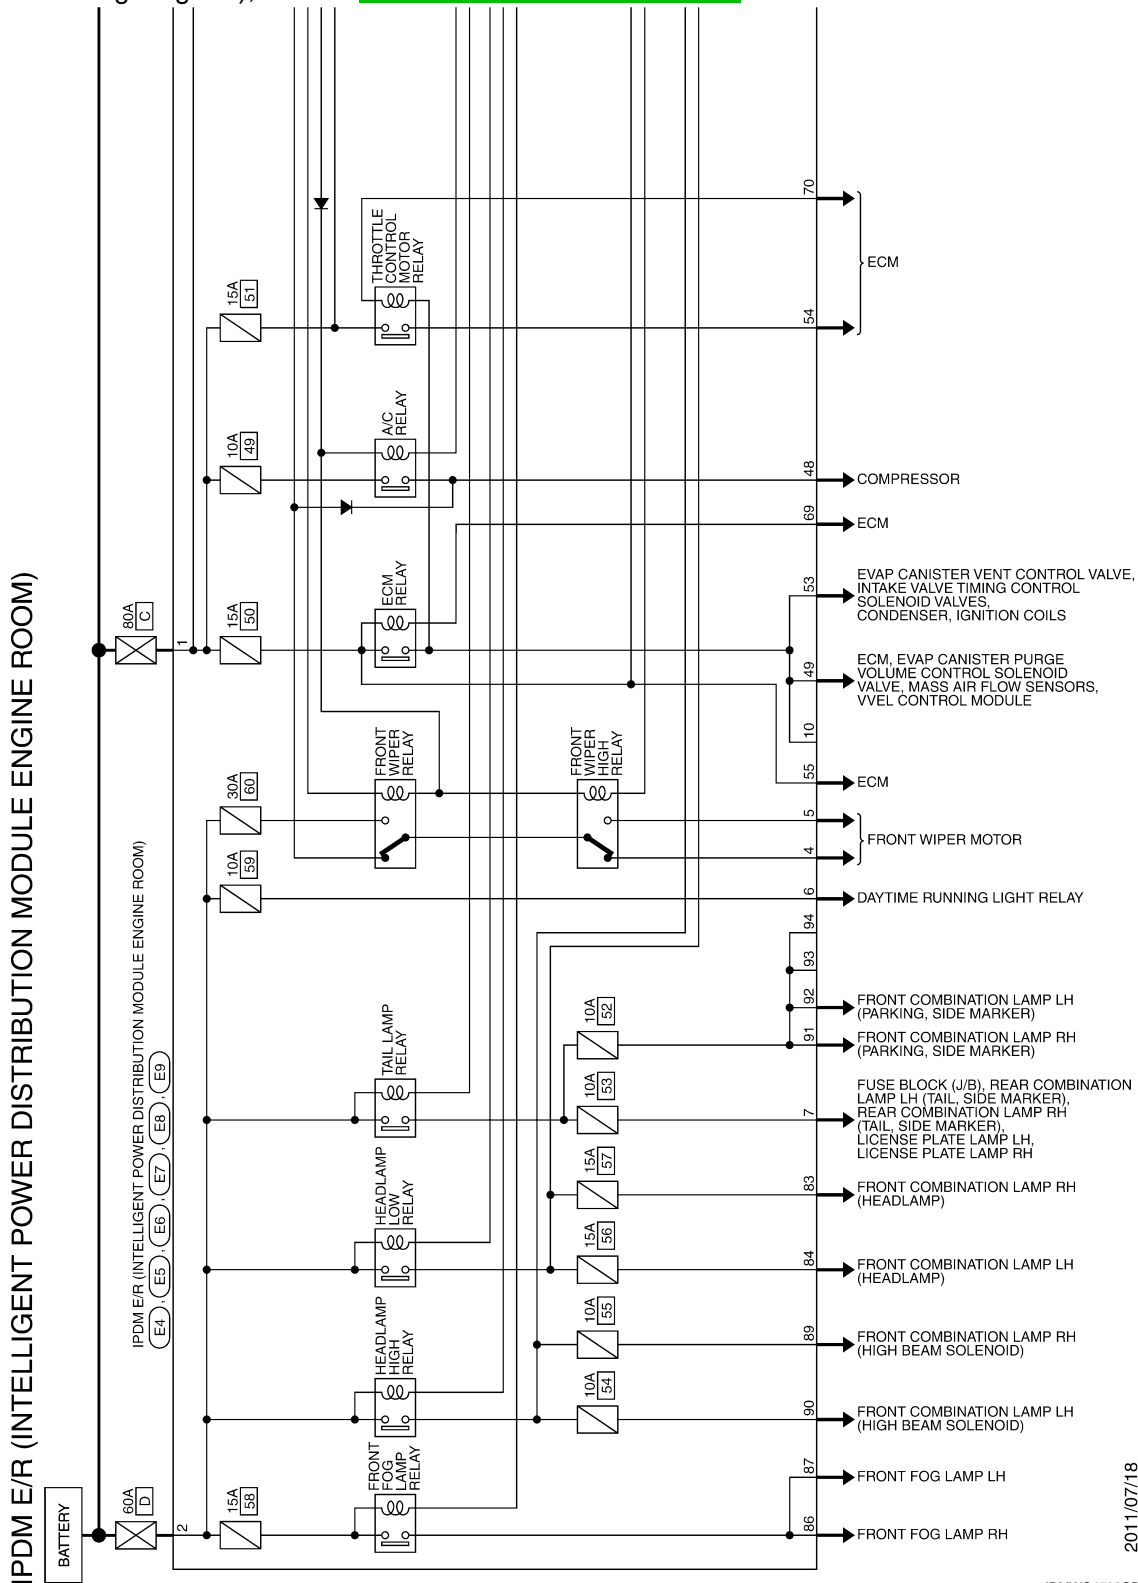 IPDM E/R (INTELLIGENT POWER DISTRIBUTION MODULE ENGINE ROOM)
BATTERY
60A
D
2
80A
C
1
IPDM E/R (INTELLIGENT POWER DISTRIBUTION MODULE ENGINE ROOM)
E4 , E5 , E6 , E7 , E8 , E9
15A
51
10A
49
15A
50
30A
60
10A
59
15A
58
THROTTLE
CONTROL
MOTOR
RELAY
A/C
RELAY
ECM
RELAY
FRONT
WIPER
RELAY
FRONT
WIPER
HIGH
RELAY
TAIL LAMP
RELAY
HEADLAMP
LOW
RELAY
HEADLAMP
HIGH
RELAY
FRONT
FOG
LAMP
RELAY
10A
52
10A
53
15A
57
15A
56
10A
55
10A
54
70
54
ECM
48
COMPRESSOR
69
ECM
53
EVAP CANISTER VENT CONTROL VALVE,
INTAKE VALVE TIMING CONTROL
SOLENOID VALVES,
CONDENSER, IGNITION COILS
49
ECM, EVAP CANISTER PURGE
VOLUME CONTROL SOLENOID
VALVE, MASS AIR FLOW SENSORS,
VVEL CONTROL MODULE
10
55
ECM
5
4
FRONT WIPER MOTOR
6
DAYTIME RUNNING LIGHT RELAY
94
93
92
FRONT COMBINATION LAMP LH
(PARKING, SIDE MARKER)
91
FRONT COMBINATION LAMP RH
(PARKING, SIDE MARKER)
7
FUSE BLOCK (J/B), REAR COMBINATION
LAMP LH (TAIL, SIDE MARKER),
REAR COMBINATION LAMP RH
(TAIL, SIDE MARKER),
LICENSE PLATE LAMP LH,
LICENSE PLATE LAMP RH
83
FRONT COMBINATION LAMP RH
(HEADLAMP)
84
FRONT COMBINATION LAMP LH
(HEADLAMP)
89
FRONT COMBINATION LAMP RH
(HIGH BEAM SOLENOID)
90
FRONT COMBINATION LAMP LH
(HIGH BEAM SOLENOID)
87
FRONT FOG LAMP LH
86
FRONT FOG LAMP RH
2011/07/18